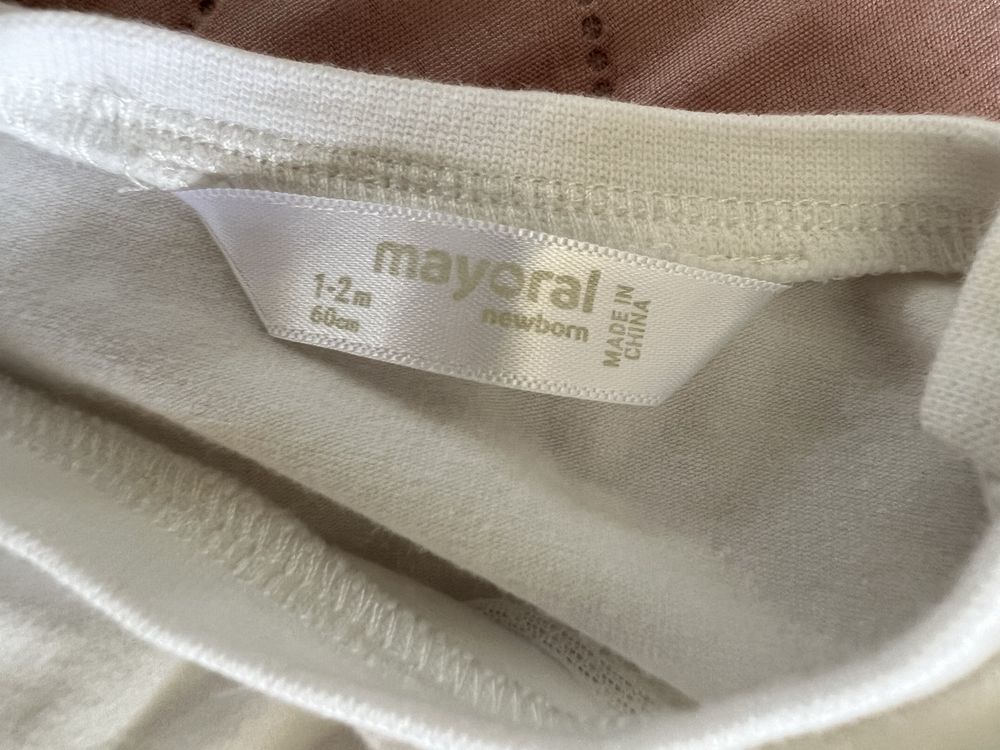 mayoral
newborn
1-2m
60cm
MADE IN
CHINA